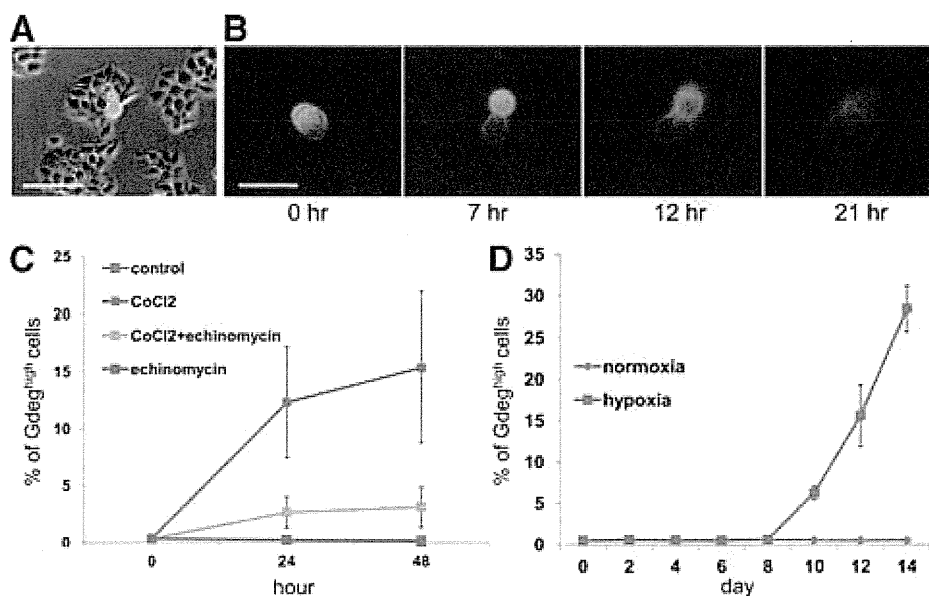 A
B
0 hr
7 hr
12 hr
21 hr
C
% of Gdeghigh cells
25
20
15
10
5
0
control
CoCl2
CoCl2+echinomycin
echinomycin
0
24
48
hour
D
% of Gdeghigh cells
35
30
25
20
15
10
5
0
normoxia
hypoxia
0
2
4
6
8
10
12
14
day